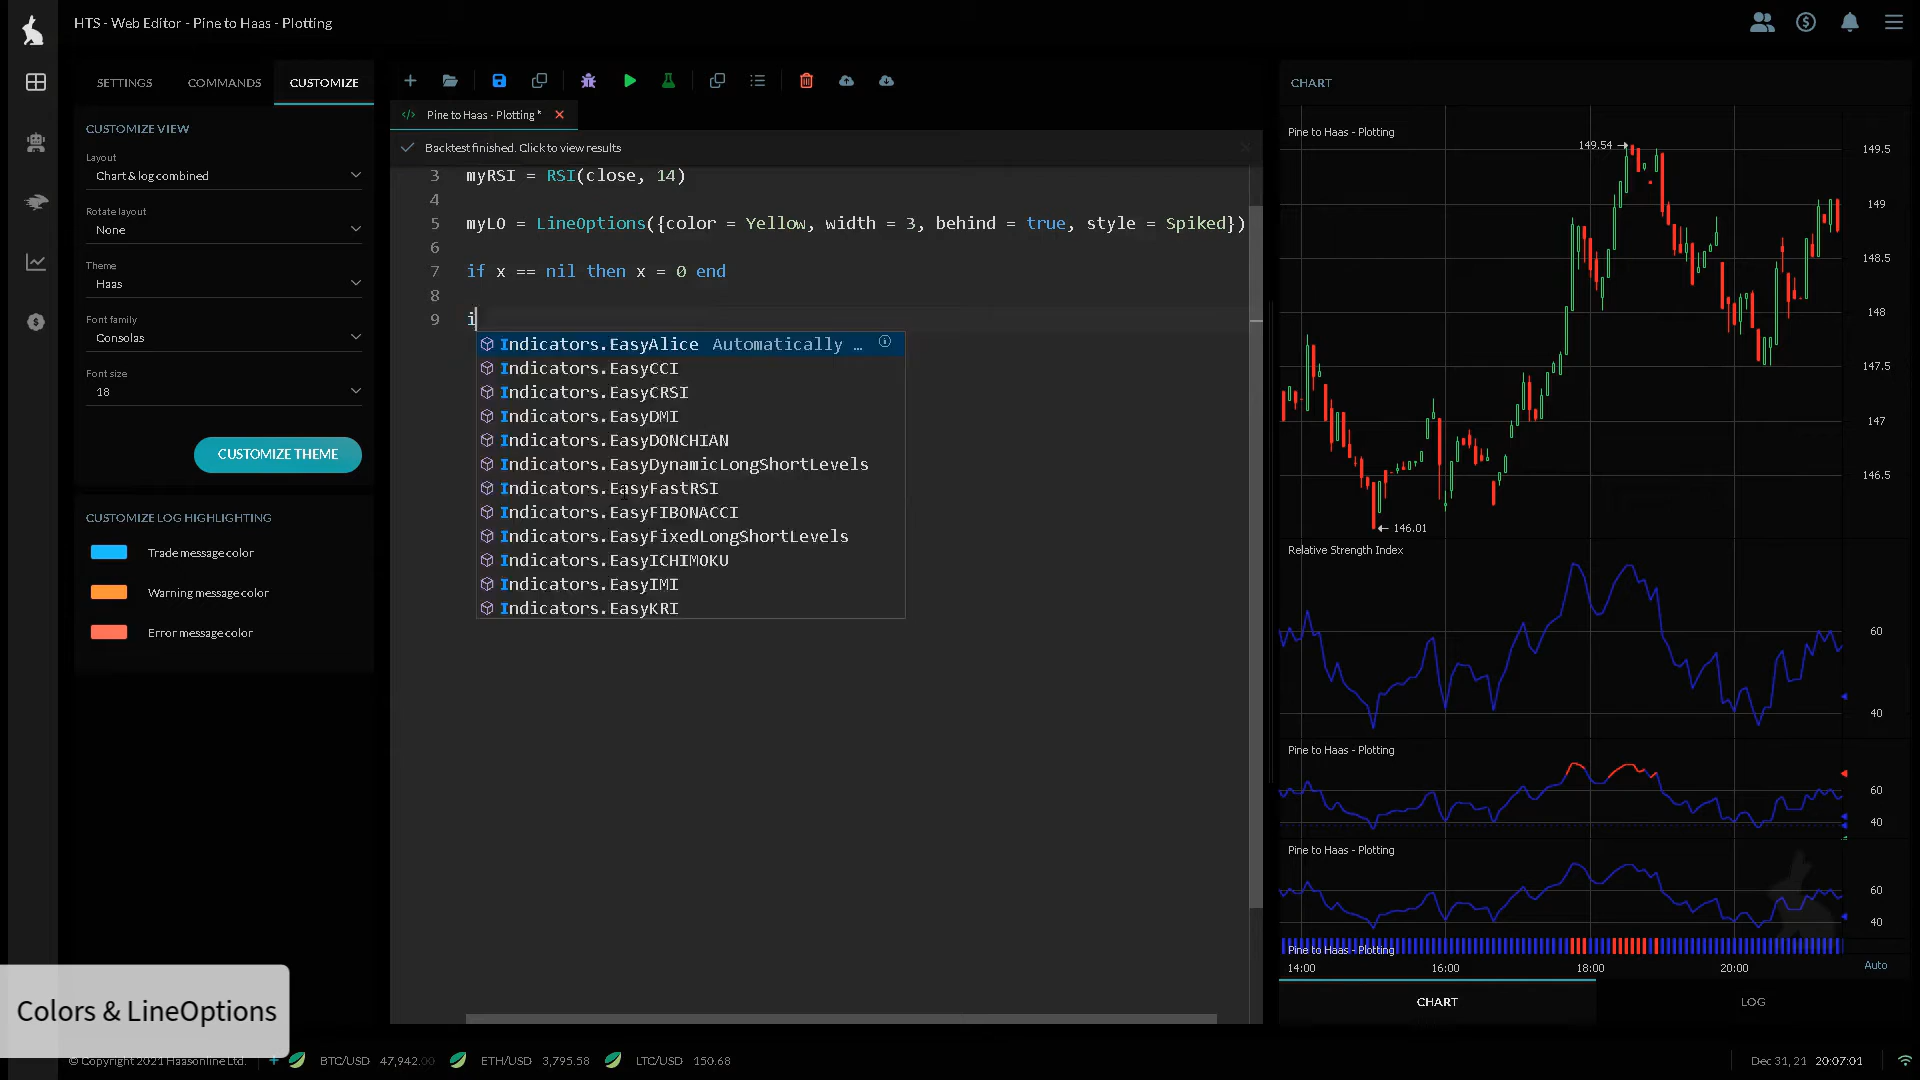 HTS - Web Editor - Pine to Haas - Plotting
SETTINGS
COMMANDS
CUSTOMIZE
CUSTOMIZE VIEW
Layout
Chart & log combined
Rotate layout
None
Theme
Haas
Font family
Consolas
Font size
18
CUSTOMIZE THEME
CUSTOMIZE LOG HIGHLIGHTING
Trade message color
Warning message color
Error message color
Pine to Haas - Plotting *
Backtest finished. Click to view results
3 myRSI = RSI(close, 14)
4
5 myLO = LineOptions({color = Yellow, width = 3, behind = true, style = Spiked})
6
7 if x == nil then x = 0 end
8
9 i
Indicators.EasyAlice Automatically …
Indicators.EasyCCI
Indicators.EasyCRSI
Indicators.EasyDMI
Indicators.EasyDONCHIAN
Indicators.EasyDynamicLongShortLevels
Indicators.EasyFastRSI
Indicators.EasyFIBONACCI
Indicators.EasyFixedLongShortLevels
Indicators.EasyICHIMOKU
Indicators.EasyIMI
Indicators.EasyKRI
CHART
Pine to Haas - Plotting
149.54
149.5
149
148.5
148
147.5
147
146.5
146.01
Relative Strength Index
60
40
Pine to Haas - Plotting
60
40
Pine to Haas - Plotting
60
40
Pine to Haas - Plotting
14:00
16:00
18:00
20:00
Auto
CHART
LOG
Colors & LineOptions
© Copyright 2021 Haasonline Ltd.
BTC/USD 47,942.00
ETH/USD 3,795.58
LTC/USD 150.68
Dec 31, 21 20:07:01